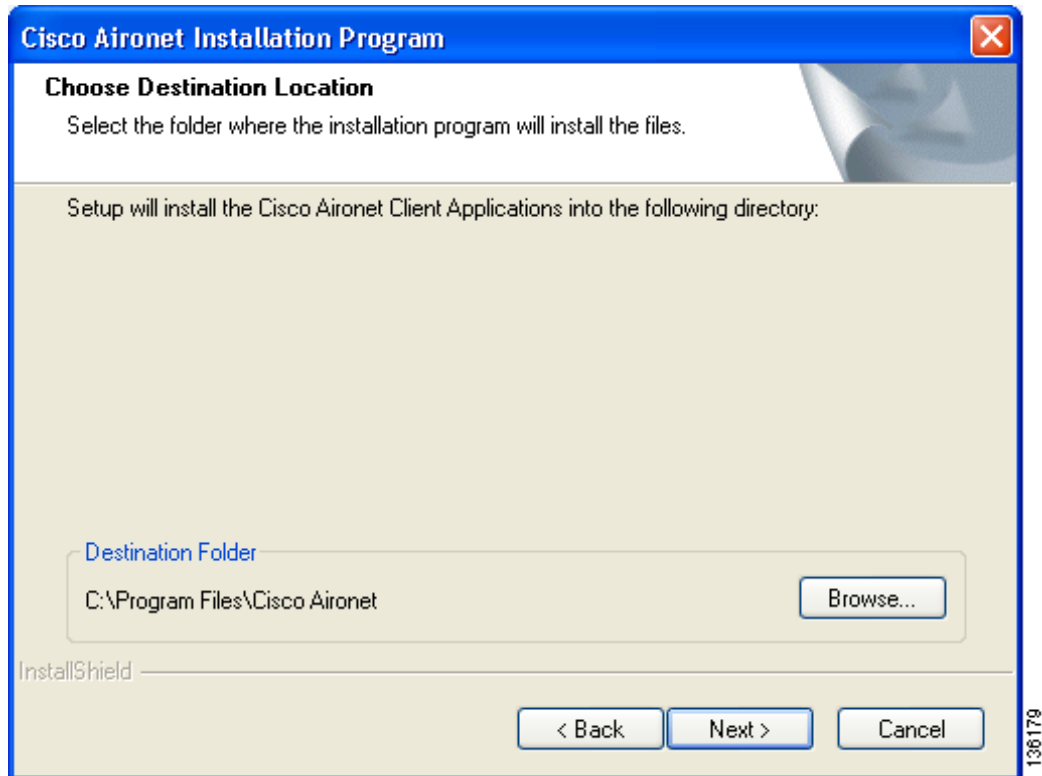 Cisco Aironet Installation Program
Choose Destination Location
Select the folder where the installation program will install the files.
Setup will install the Cisco Aironet Client Applications into the following directory:
Destination Folder
C:\Program Files\Cisco Aironet
Browse...
InstallShield
< Back
Next >
Cancel
136179